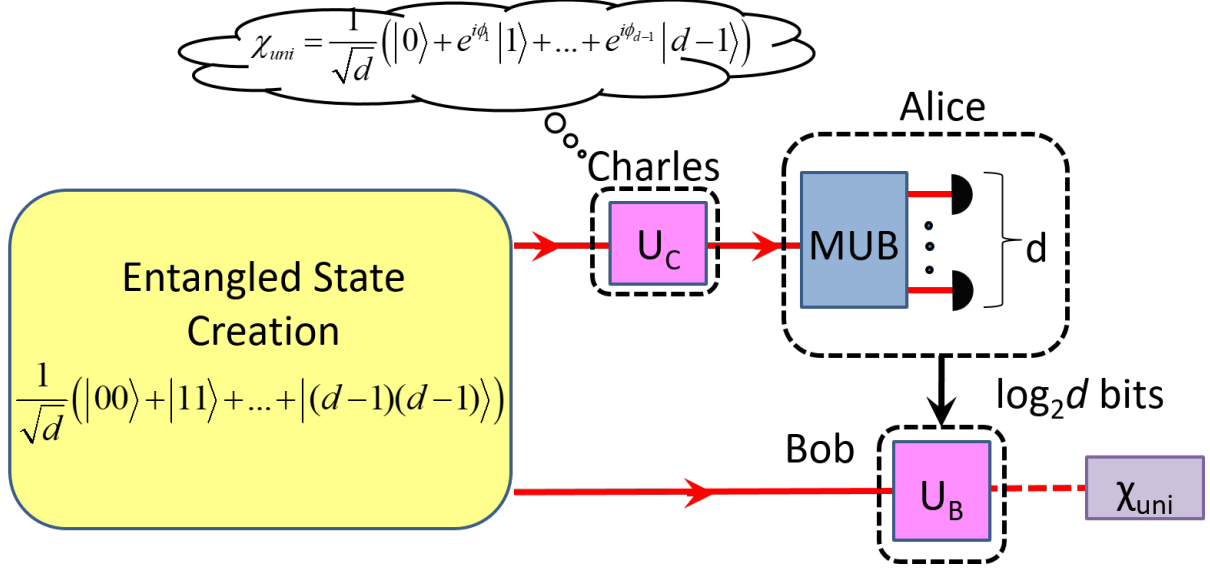 χ_uni = 1/√d (|0⟩ + e^{iϕ_1} |1⟩ + ... + e^{iϕ_{d−1}} |d−1⟩)
Alice
Charles
U_C
MUB
d
Entangled State
Creation
1/√d (|00⟩+|11⟩+...+|(d−1)(d−1)⟩)
log₂d bits
Bob
U_B
χ_uni